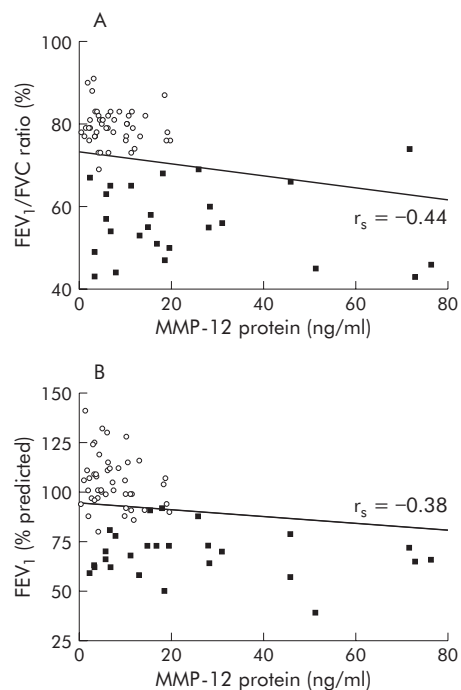 A
100
80
60
40
FEV₁/FVC ratio (%)
rₛ = –0.44
0
20
40
60
80
MMP-12 protein (ng/ml)
B
150
125
100
75
50
25
FEV₁ (% predicted)
rₛ = –0.38
0
20
40
60
80
MMP-12 protein (ng/ml)